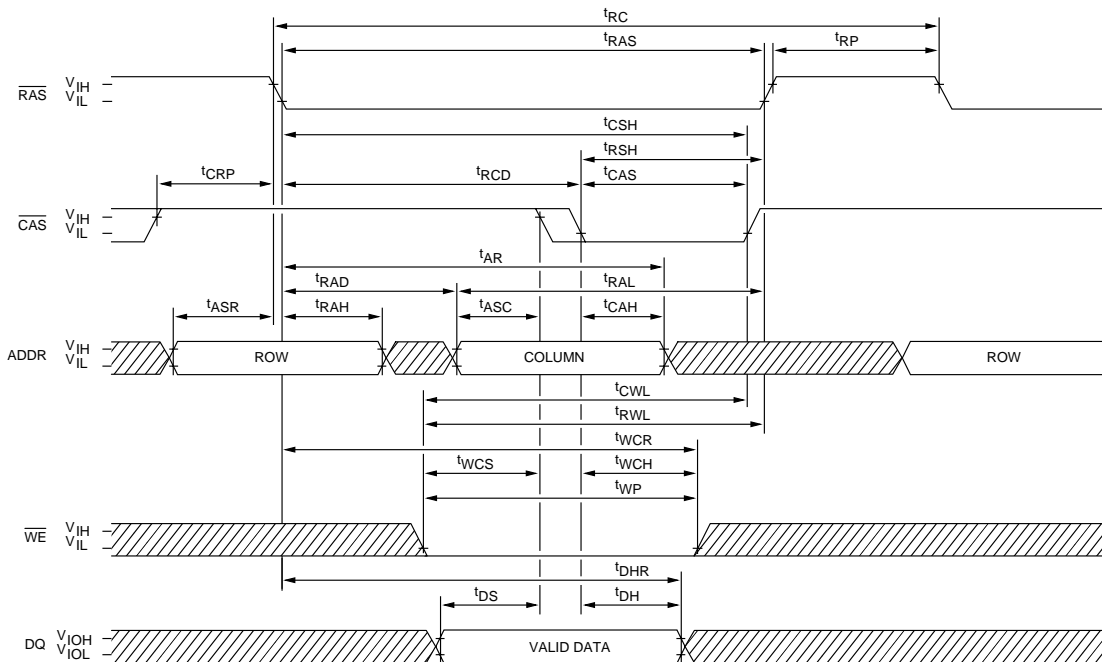 tRC
tRAS
tRP
RAS VIH
VIL
tCSH
tRSH
tCRP
tRCD
tCAS
CAS VIH
VIL
tAR
tRAD
tRAL
tASR
tRAH
tASC
tCAH
ADDR VIH
VIL
ROW
COLUMN
ROW
tCWL
tRWL
tWCR
tWCS
tWCH
tWP
WE VIH
VIL
tDHR
tDS
tDH
DQ VIOH
VIOL
VALID DATA